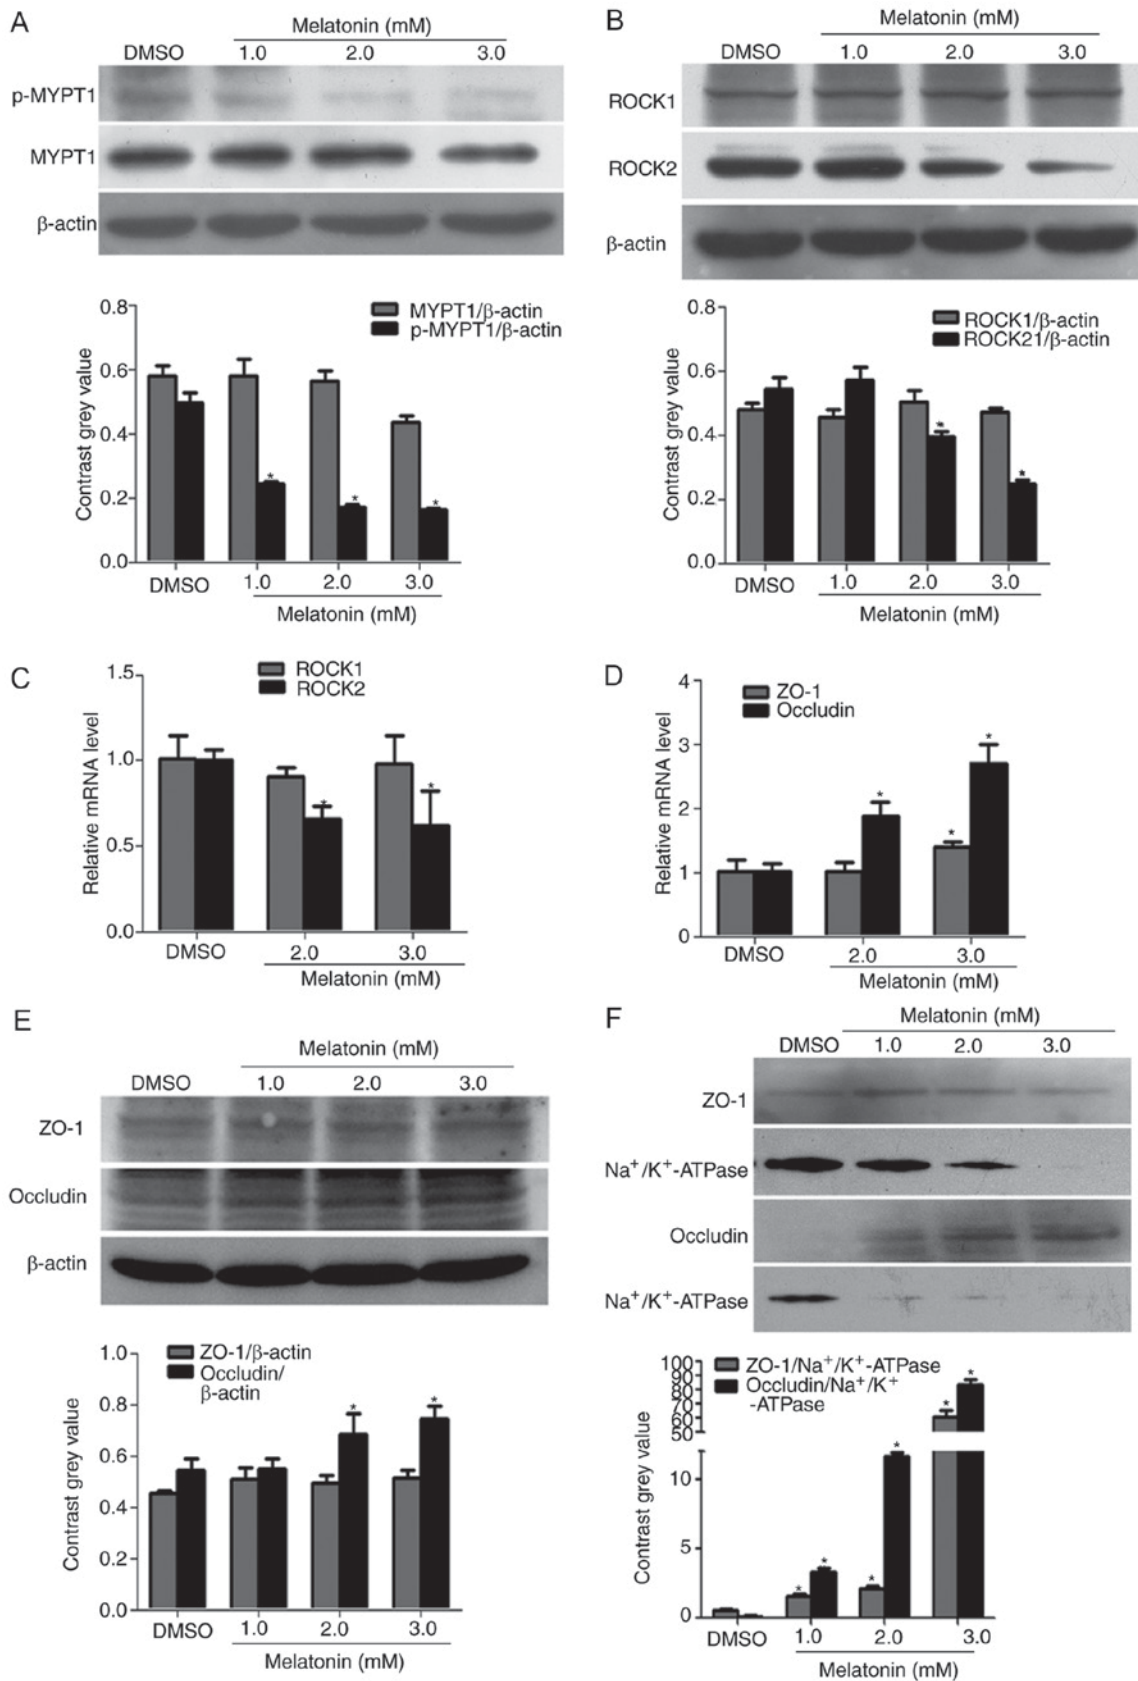 A
Melatonin (mM)
DMSO 1.0 2.0 3.0
p-MYPT1
MYPT1
β-actin
0.8
0.6
0.4
0.2
0.0
Contrast grey value
MYPT1/β-actin
p-MYPT1/β-actin
* * *
DMSO 1.0 2.0 3.0
Melatonin (mM)
B
Melatonin (mM)
DMSO 1.0 2.0 3.0
ROCK1
ROCK2
β-actin
0.8
0.6
0.4
0.2
0.0
Contrast grey value
ROCK1/β-actin
ROCK21/β-actin
* *
DMSO 1.0 2.0 3.0
Melatonin (mM)
C
1.5
1.0
0.5
0.0
Relative mRNA level
ROCK1
ROCK2
* *
DMSO 2.0 3.0
Melatonin (mM)
D
4
3
2
1
0
Relative mRNA level
ZO-1
Occludin
* * *
DMSO 2.0 3.0
Melatonin (mM)
E
Melatonin (mM)
DMSO 1.0 2.0 3.0
ZO-1
Occludin
β-actin
1.0
0.8
0.6
0.4
0.2
0.0
Contrast grey value
ZO-1/β-actin
Occludin/
β-actin
* *
DMSO 1.0 2.0 3.0
Melatonin (mM)
F
Melatonin (mM)
DMSO 1.0 2.0 3.0
ZO-1
Na⁺/K⁺-ATPase
Occludin
Na⁺/K⁺-ATPase
100
90
80
70
60
50
10
5
0
Contrast grey value
ZO-1/Na⁺/K⁺-ATPase
Occludin/Na⁺/K⁺
-ATPase
* * * * * *
DMSO 1.0 2.0 3.0
Melatonin (mM)